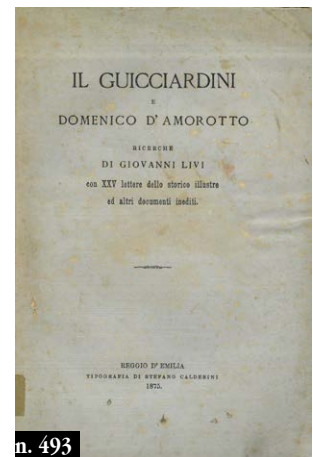 IL GUICCIARDINI
E
DOMENICO D'AMOROTTO
RICERCHE
DI GIOVANNI LIVI
con XXV lettere dello storico illustre
ed altri documenti inediti.
REGGIO D'EMILIA
TIPOGRAFIA DI STEFANO CALDERINI
1875.
n. 493